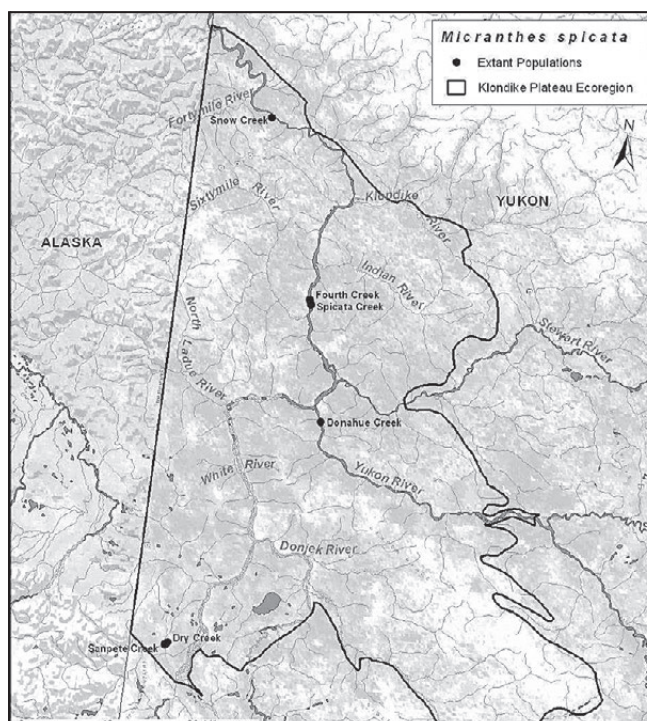 Micranthes spicata
Extant Populations
Klondike Plateau Ecoregion
N
Fortymile River
Snow Creek
Sixtymile River
Klondike River
YUKON
ALASKA
Indian River
Fourth Creek
Spicata Creek
North Ladue River
Stewart River
Donahue Creek
White River
Yukon River
Donjek River
Dry Creek
Sanpete Creek